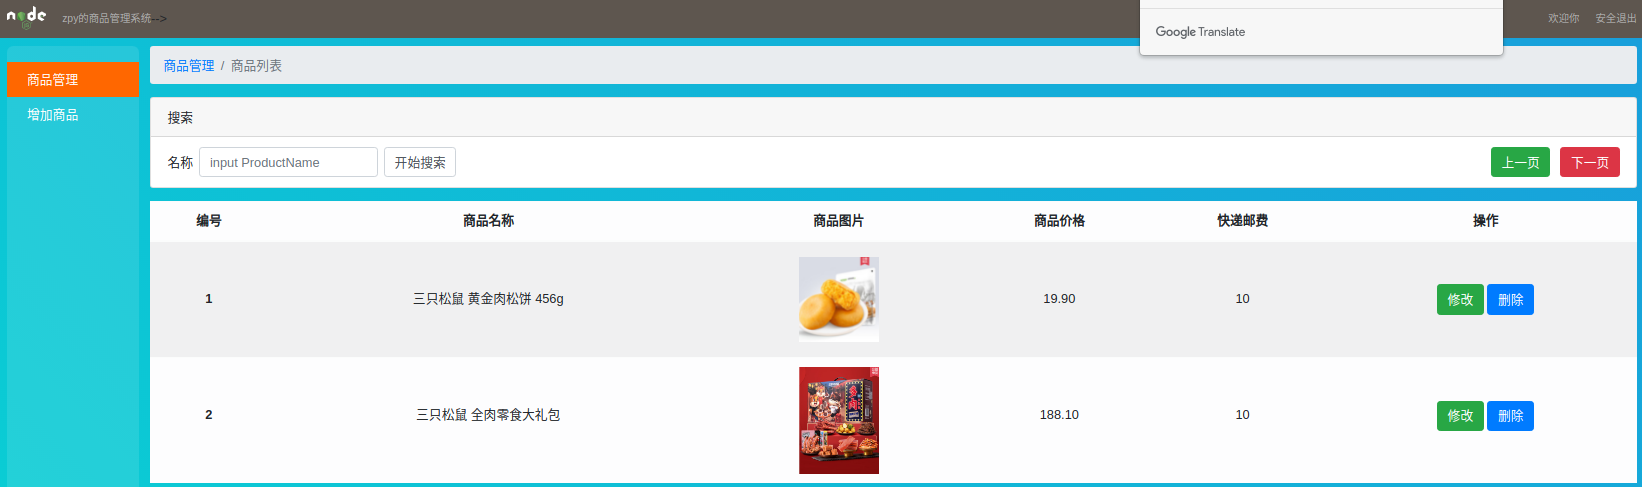 node
zpy的商品管理系统-->
Google Translate
欢迎你
安全退出
商品管理
增加商品
商品管理 / 商品列表
搜索
名称 input ProductName 开始搜索
上一页 下一页
编号 商品名称 商品图片 商品价格 快递邮费 操作
1 三只松鼠 黄金肉松饼 456g 19.90 10 修改 删除
2 三只松鼠 全肉零食大礼包 188.10 10 修改 删除